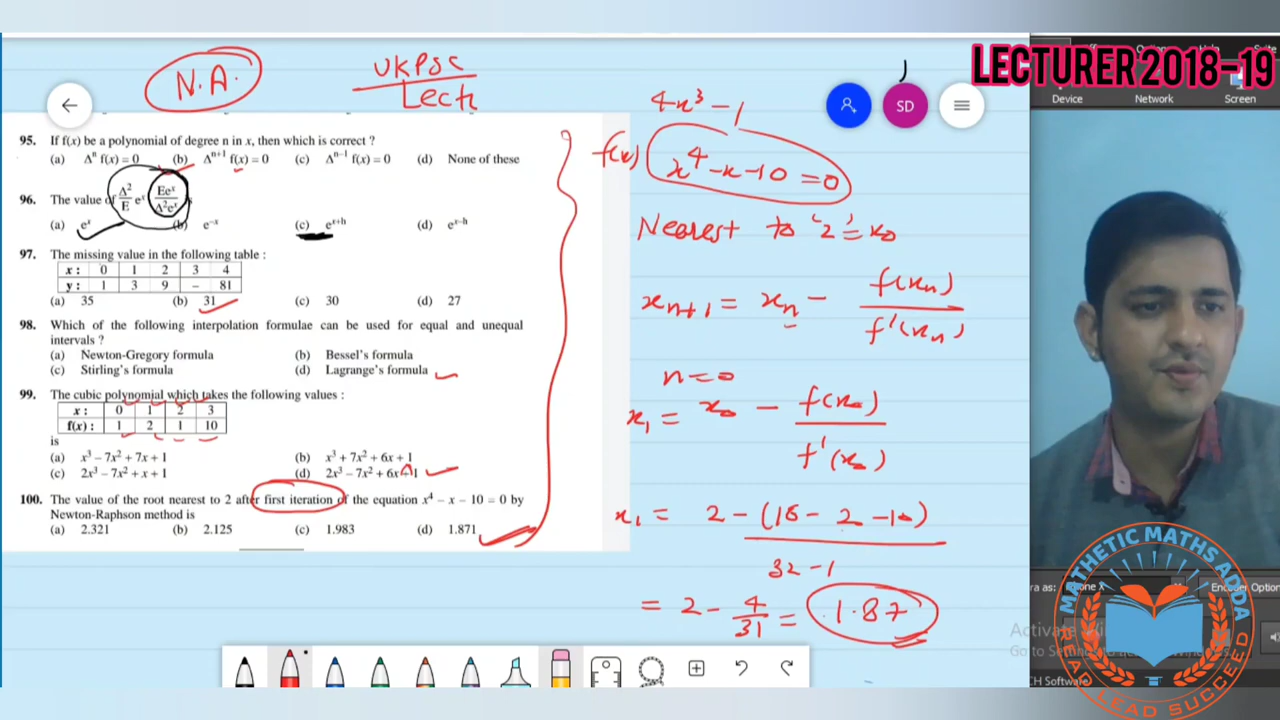 LECTURER 2018-19
N.A.
UKPSC
Lect
SD
Device
Network
Screen
95. If f(x) be a polynomial of degree n in x, then which is correct ?
(a) Δⁿ f(x) = 0 (b) Δⁿ⁺¹ f(x) = 0 (c) Δⁿ⁻¹ f(x) = 0 (d) None of these
96. The value of Δ²/E eˣ Eeˣ/Δ²eˣ
(a) eˣ (b) e⁻ˣ (c) eˣ⁺ʰ (d) eˣ⁻ʰ
97. The missing value in the following table :
x : 0 1 2 3 4
y : 1 3 9 – 81
(a) 35 (b) 31 (c) 30 (d) 27
98. Which of the following interpolation formulae can be used for equal and unequal
intervals ?
(a) Newton-Gregory formula (b) Bessel's formula
(c) Stirling's formula (d) Lagrange's formula
99. The cubic polynomial which takes the following values :
x : 0 1 2 3
f(x) : 1 2 1 10
is
(a) x³ – 7x² + 7x + 1 (b) x³ + 7x² + 6x + 1
(c) 2x³ – 7x² + x + 1 (d) 2x³ – 7x² + 6x + 1
100. The value of the root nearest to 2 after first iteration of the equation x⁴ – x – 10 = 0 by
Newton-Raphson method is
(a) 2.321 (b) 2.125 (c) 1.983 (d) 1.871
4x³ - 1
f(x) x⁴ - x - 10 = 0
Nearest to '2' = x₀
xₙ₊₁ = xₙ - f(xₙ)/f'(xₙ)
n = 0
x₁ = x₀ - f(x₀)/f'(x₀)
x₁ = 2 - (16 - 2 - 10)
32 - 1
= 2 - 4/31 = 1.87
MATHETIC MATHS ADDA
READ LEAD SUCCEED